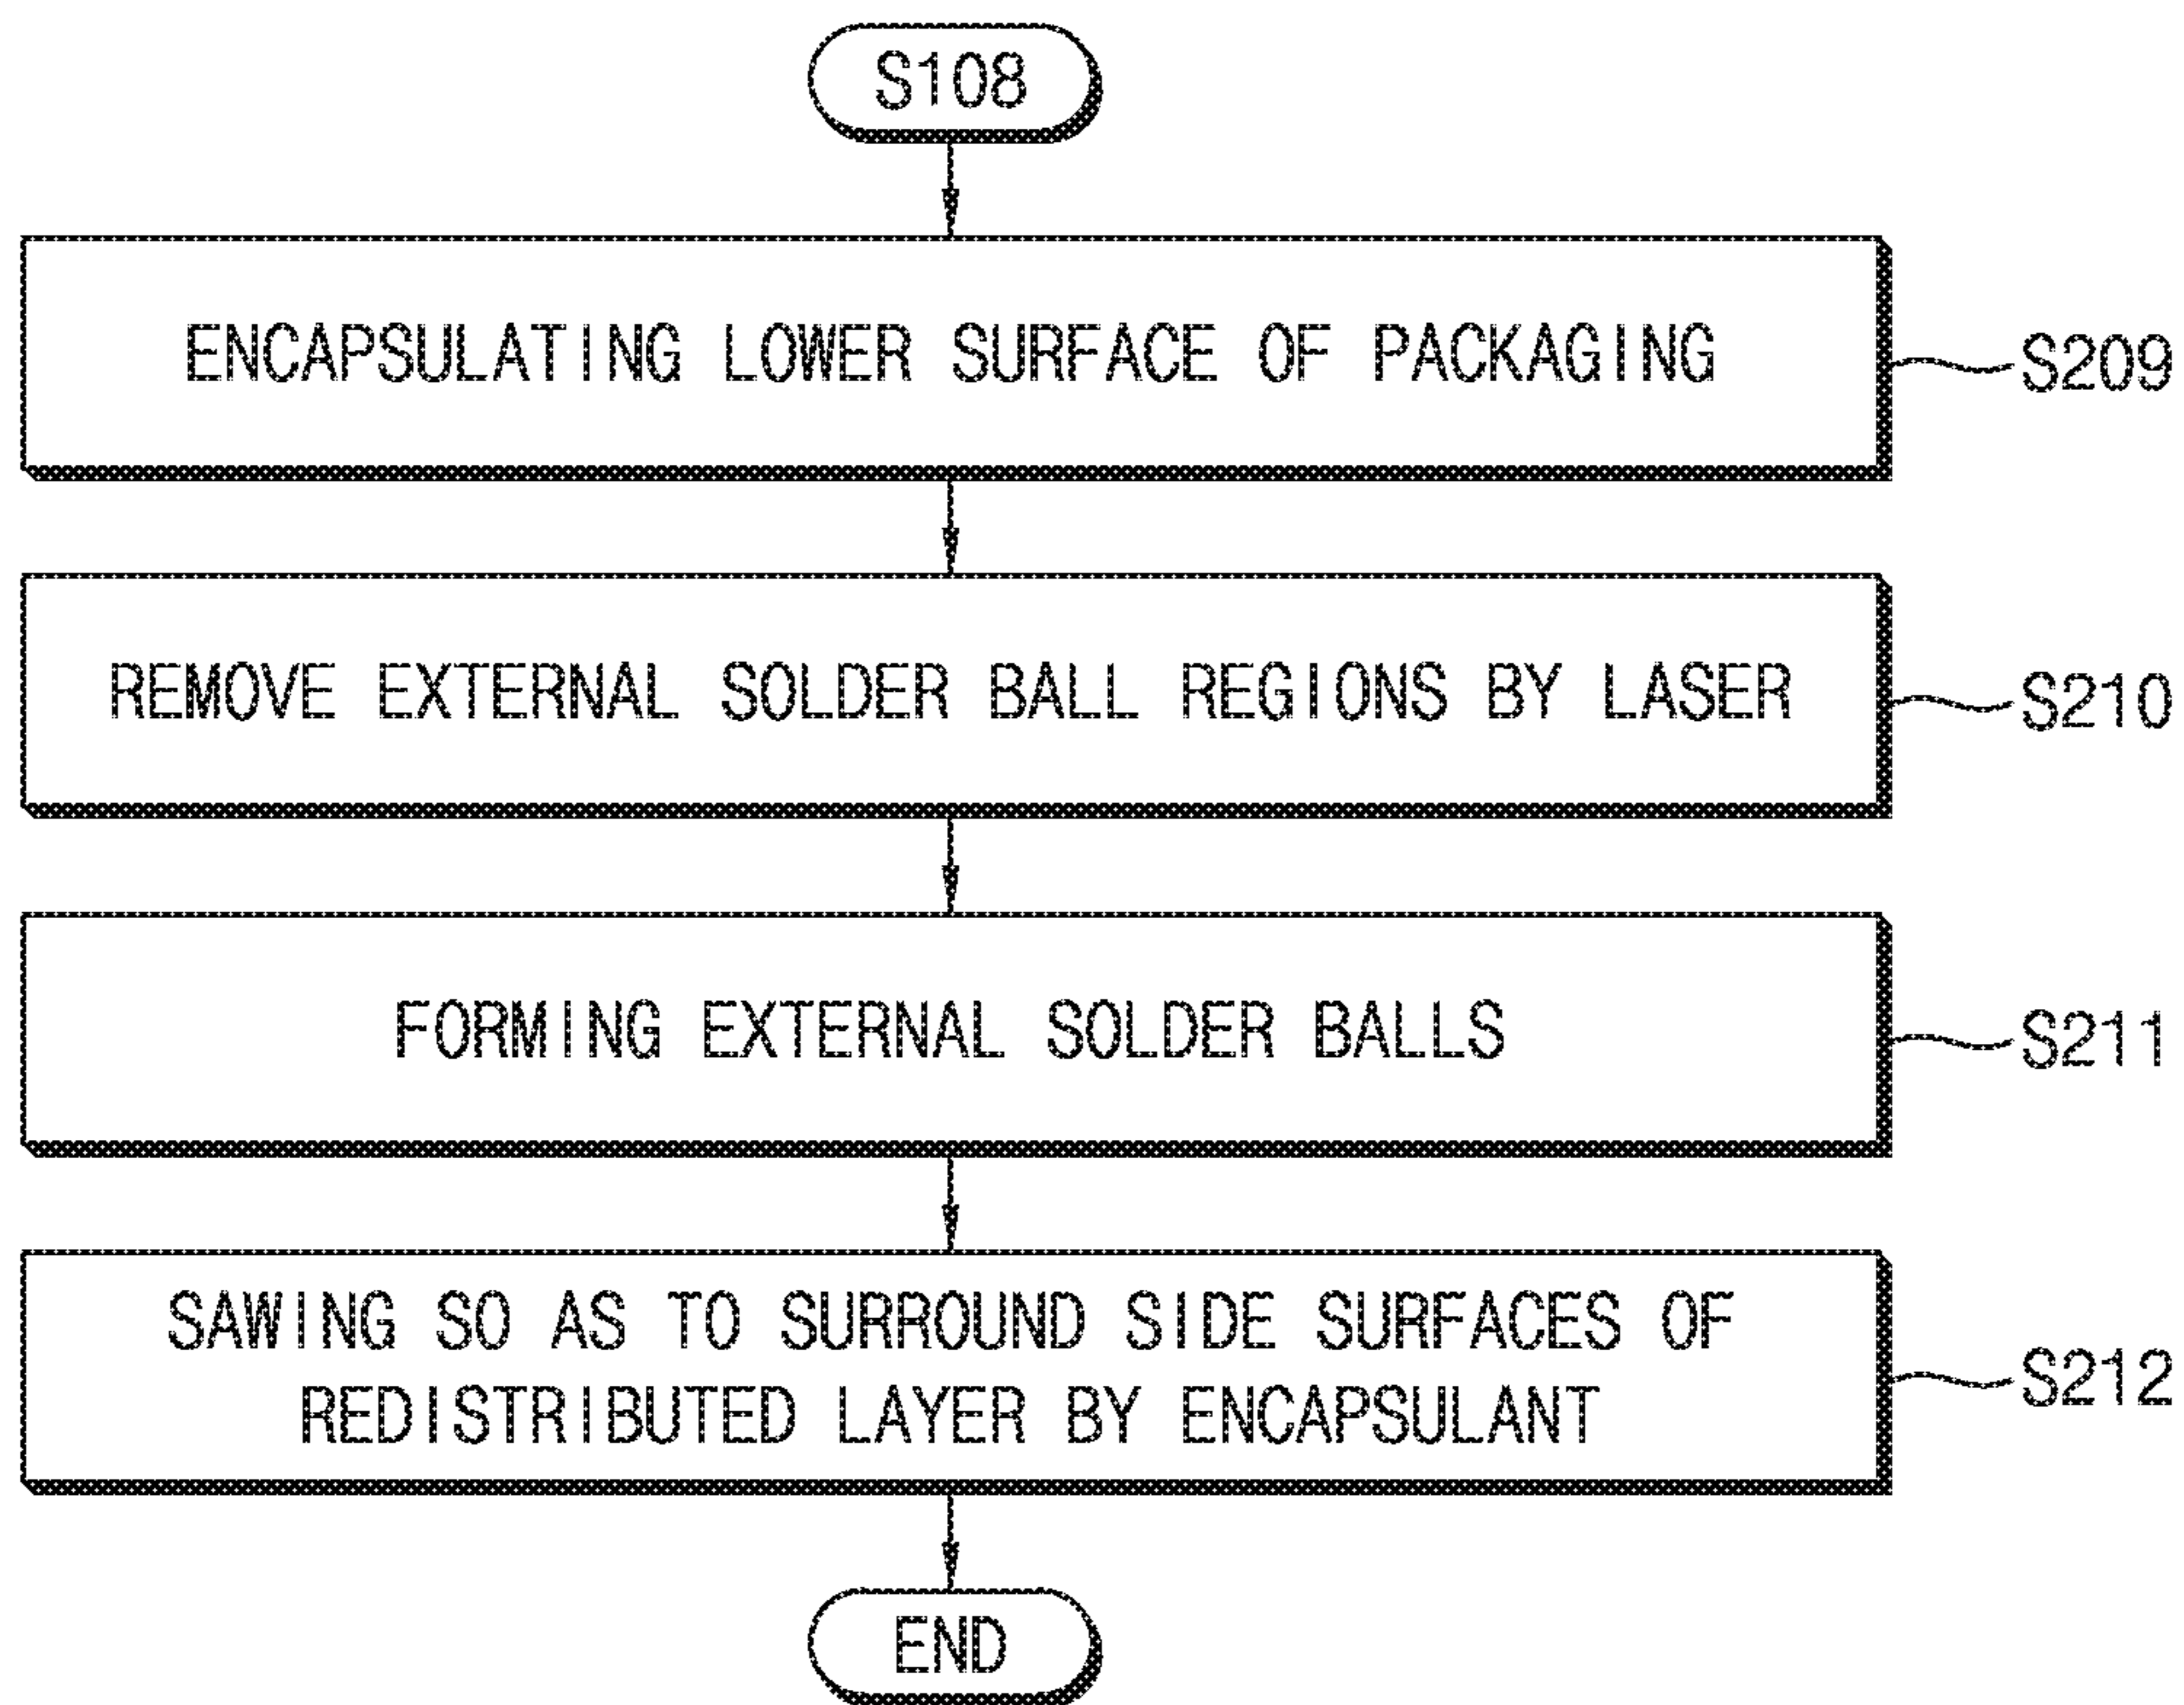 S108
ENCAPSULATING LOWER SURFACE OF PACKAGING
S209
REMOVE EXTERNAL SOLDER BALL REGIONS BY LASER
S210
FORMING EXTERNAL SOLDER BALLS
S211
SAWING SO AS TO SURROUND SIDE SURFACES OF
REDISTRIBUTED LAYER BY ENCAPSULANT
S212
END